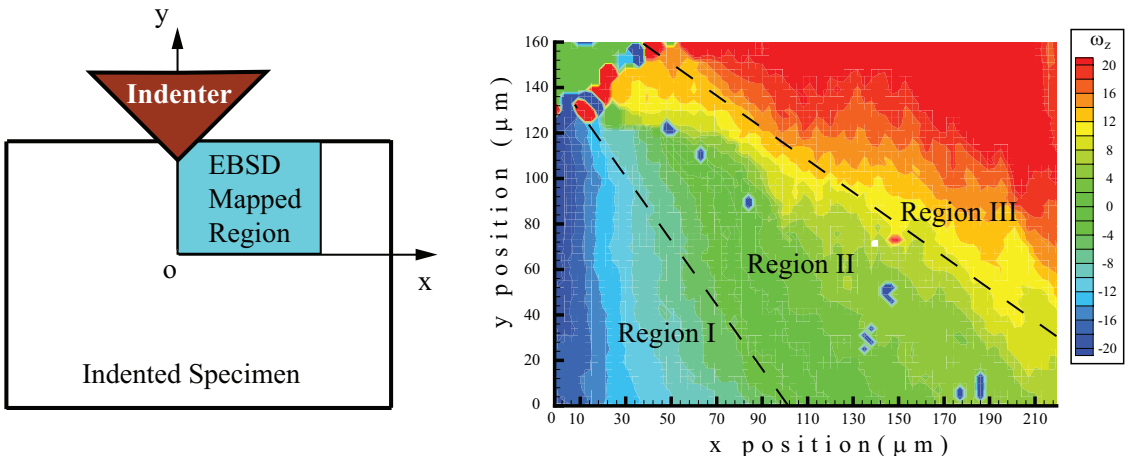 y
Indenter
EBSD
Mapped
Region
o
x
Indented Specimen
y position (μm)
160
140
120
100
80
60
40
20
0
0 10 30 50 70 90 110 130 150 170 190 210
x position(μm)
Region I
Region II
Region III
ω_z
20
16
12
8
4
0
-4
-8
-12
-16
-20